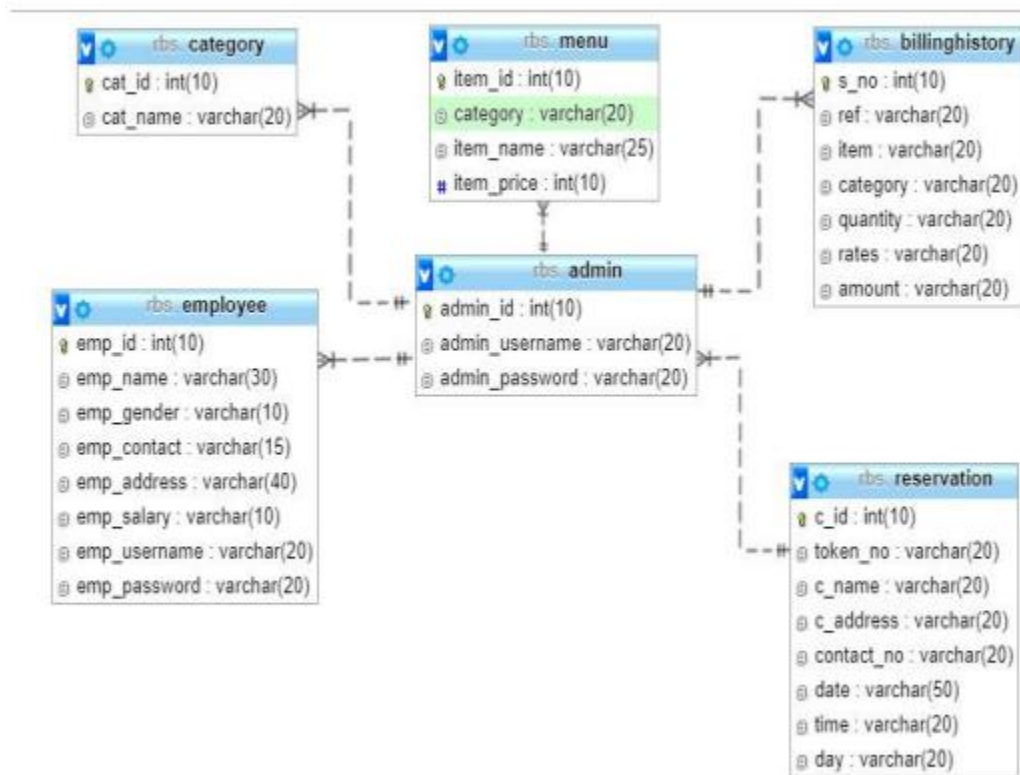 rbs category
cat_id : int(10)
cat_name : varchar(20)
rbs menu
item_id : int(10)
category : varchar(20)
item_name : varchar(25)
# item_price : int(10)
rbs billinghistory
s_no : int(10)
ref : varchar(20)
item : varchar(20)
category : varchar(20)
quantity : varchar(20)
rates : varchar(20)
amount : varchar(20)
rbs employee
emp_id : int(10)
emp_name : varchar(30)
emp_gender : varchar(10)
emp_contact : varchar(15)
emp_address : varchar(40)
emp_salary : varchar(10)
emp_username : varchar(20)
emp_password : varchar(20)
rbs admin
admin_id : int(10)
admin_username : varchar(20)
admin_password : varchar(20)
rbs reservation
c_id : int(10)
token_no : varchar(20)
c_name : varchar(20)
c_address : varchar(20)
contact_no : varchar(20)
date : varchar(50)
time : varchar(20)
day : varchar(20)